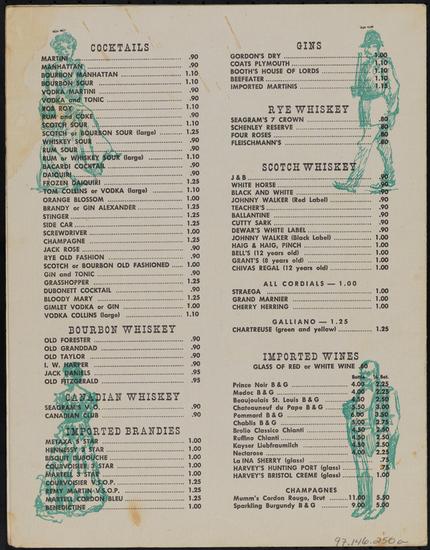 COCKTAILS
MARTINI .90
MANHATTAN .90
BOURBON MANHATTAN 1.10
BOURBON SOUR 1.10
VODKA MARTINI .90
VODKA AND TONIC .90
ROB ROY 1.10
RUM AND COKE .90
SCOTCH SOUR 1.10
SCOTCH or BOURBON SOUR (large) 1.25
WHISKEY SOUR .90
RUM SOUR .90
RUM or WHISKEY SOUR (large) 1.10
BACARDI COCKTAIL .90
DAIQUIRI .90
FROZEN DAIQUIRI 1.25
TOM COLLINS or VODKA (large) 1.10
ORANGE BLOSSOM 1.00
BRANDY or GIN ALEXANDER 1.25
STINGER 1.25
SIDE CAR 1.25
SCREWDRIVER 1.00
CHAMPAGNE 1.25
JACK ROSE .90
RYE OLD FASHION .90
SCOTCH or BOURBON OLD FASHIONED 1.00
GIN and TONIC .90
GRASSHOPPER 1.25
DUBONETT COCKTAIL .90
BLOODY MARY 1.25
GIMLET VODKA or GIN 1.00
VODKA COLLINS (large) 1.10
BOURBON WHISKEY
OLD FORESTER .90
OLD GRANDDAD .90
OLD TAYLOR .90
I. W. HARPER .90
JACK DANIELS .95
OLD FITZGERALD .95
CANADIAN WHISKEY
SEAGRAM'S V.O. .90
CANADIAN CLUB .90
IMPORTED BRANDIES
METAXA 5 STAR 1.00
HENNESSY 3 STAR 1.00
BISQUIT DUBOUCHE 1.00
COURVOISIER 3 STAR 1.00
MARTELL 3 STAR 1.00
COURVOISIER V.S.O.P. 1.25
REMY MARTIN-V.S.O.P. 1.25
MARTELL CORDON BLEU 1.25
BENEDICTINE 1.00
GINS
GORDON'S DRY 1.00
COATS PLYMOUTH 1.10
BOOTH'S HOUSE OF LORDS 1.10
BEEFEATER 1.10
IMPORTED MARTINIS 1.15
RYE WHISKEY
SEAGRAM'S 7 CROWN .80
SCHENLEY RESERVE .80
FOUR ROSES .80
FLEISCHMANN'S .80
SCOTCH WHISKEY
J & B .90
WHITE HORSE .90
BLACK AND WHITE .90
JOHNNY WALKER (Red Label) .90
TEACHER'S .90
BALLANTINE .90
CUTTY SARK .90
DEWAR'S WHITE LABEL .90
JOHNNY WALKER (Black Label) 1.00
HAIG & HAIG, PINCH 1.00
BELL'S (12 years old) 1.00
GRANT'S (8 years old) 1.00
CHIVAS REGAL (12 years old) 1.00
ALL CORDIALS — 1.00
STRAEGA 1.00
GRAND MARNIER 1.00
CHERRY HERRING 1.00
GALLIANO — 1.25
CHARTREUSE (green and yellow) 1.25
IMPORTED WINES
GLASS OF RED or WHITE WINE .60
Bottle ½ Bot.
Prince Noir B & G 4.00 2.25
Medoc B & G 4.00 2.25
Beaujolais St. Louis B & G 4.50 2.50
Chateauneuf du Pape B & G 5.50 3.00
Pommard B & G 6.00 3.50
Chablis B & G 5.00 2.75
Brolio Classico Chianti 4.50 2.50
Ruffino Chianti 4.50 2.50
Kayser Liebfraumilch 4.50 2.50
Nectarose 4.00 2.25
La INA SHERRY (glass) .75
HARVEY'S HUNTING PORT (glass) .75
HARVEY'S BRISTOL CREME (glass) 1.00
CHAMPAGNES
Mumm's Cordon Rouge, Brut 11.00 5.50
Sparkling Burgundy B & G 9.00 5.00
97.146.250a